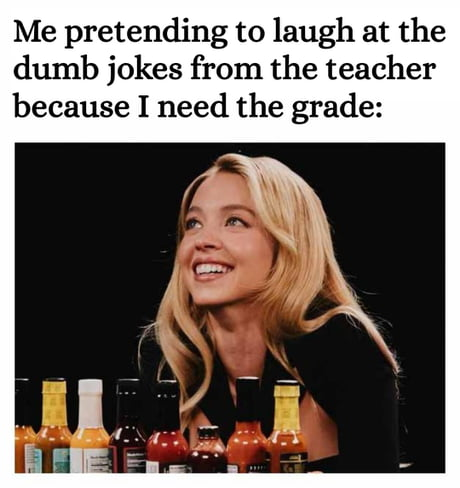 Me pretending to laugh at the
dumb jokes from the teacher
because I need the grade: